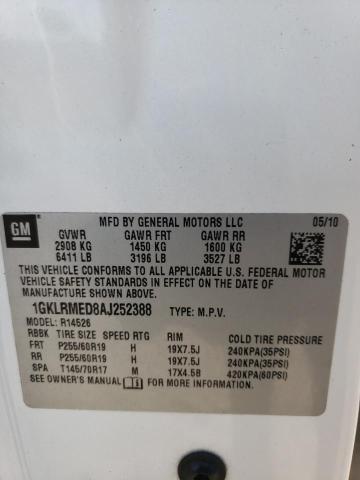 MFD BY GENERAL MOTORS LLC 05/10
GM GVWR GAWR FRT GAWR RR
2908 KG 1450 KG 1600 KG
6411 LB 3196 LB 3527 LB
THIS VEHICLE CONFORMS TO ALL APPLICABLE U.S. FEDERAL MOTOR
VEHICLE SAFETY STANDARDS IN EFFECT ON THE DATE OF
MANUFACTURE SHOWN ABOVE.
1GKLRMED8AJ252388 TYPE: M.P.V.
MODEL: R14526
RBBK TIRE SIZE SPEED RTG RIM COLD TIRE PRESSURE
FRT P255/60R19 H 19X7.5J 240KPA(35PSI)
RR P255/60R19 H 19X7.5J 240KPA(35PSI)
SPA T145/70R17 M 17X4.5B 420KPA(60PSI)
SEE OWNER'S MANUAL FOR MORE INFORMATION.